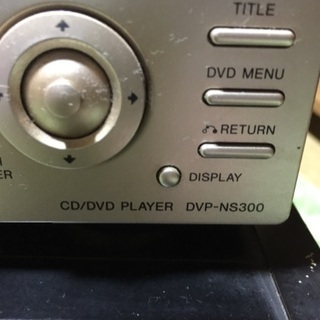 TITLE
DVD MENU
RETURN
DISPLAY
CD/DVD PLAYER DVP-NS300